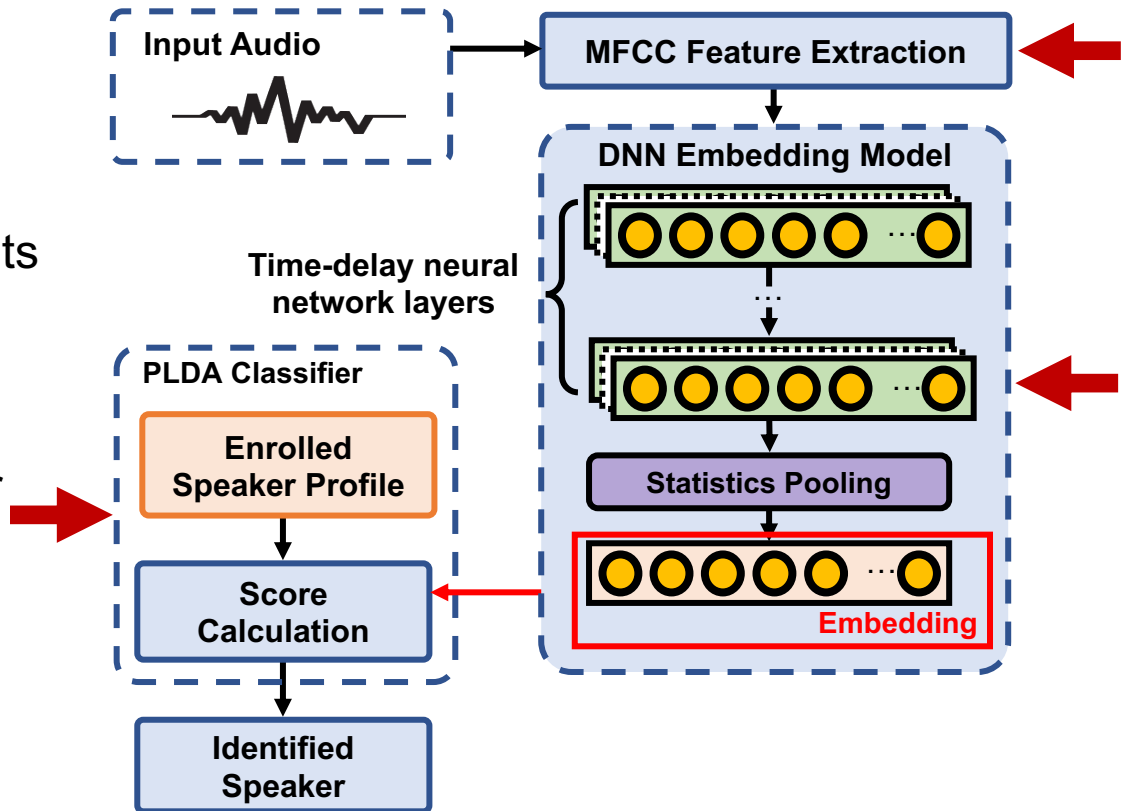 Input Audio
MFCC Feature Extraction
DNN Embedding Model
...
ts
Time-delay neural
network layers
...
...
PLDA Classifier
Enrolled
Speaker Profile
Statistics Pooling
...
Score
Calculation
Embedding
Identified
Speaker